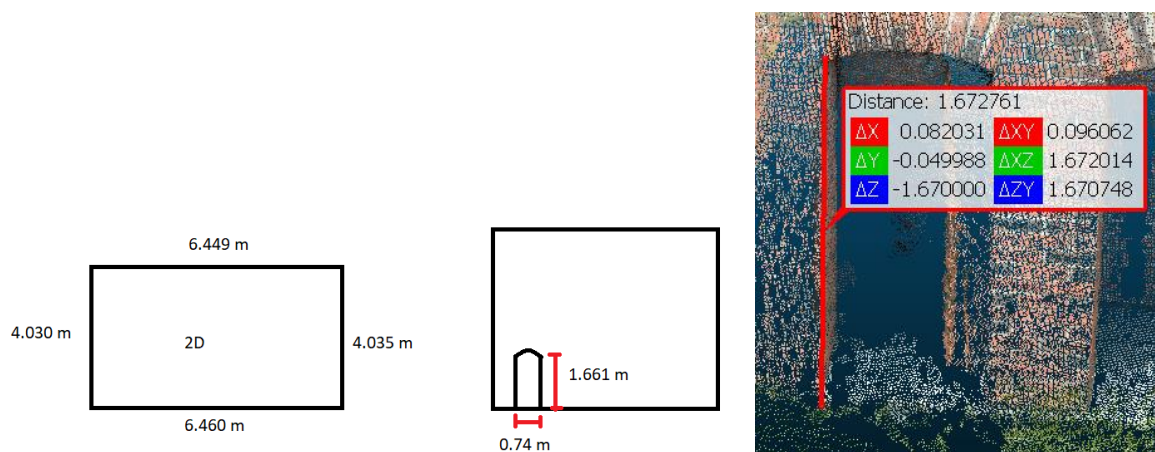 6.449 m
4.030 m
2D
4.035 m
6.460 m
1.661 m
0.74 m
Distance: 1.672761
ΔX 0.082031 ΔXY 0.096062
ΔY -0.049988 ΔXZ 1.672014
ΔZ -1.670000 ΔZY 1.670748